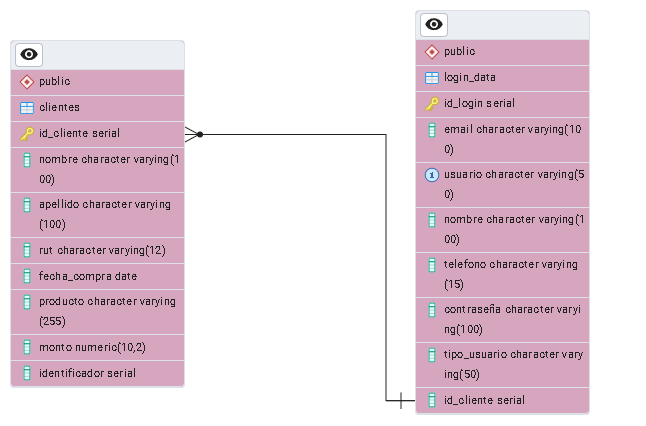 public
clientes
id_cliente serial
nombre character varying(1
00)
apellido character varying
(100)
rut character varying(12)
fecha_compra date
producto character varying
(255)
monto numeric(10,2)
identificador serial
public
login_data
id_login serial
email character varying(10
0)
1
usuario character varying(5
0)
nombre character varying(1
00)
telefono character varying
(15)
contraseña character varyi
ng(100)
tipo_usuario character vary
ing(50)
id_cliente serial